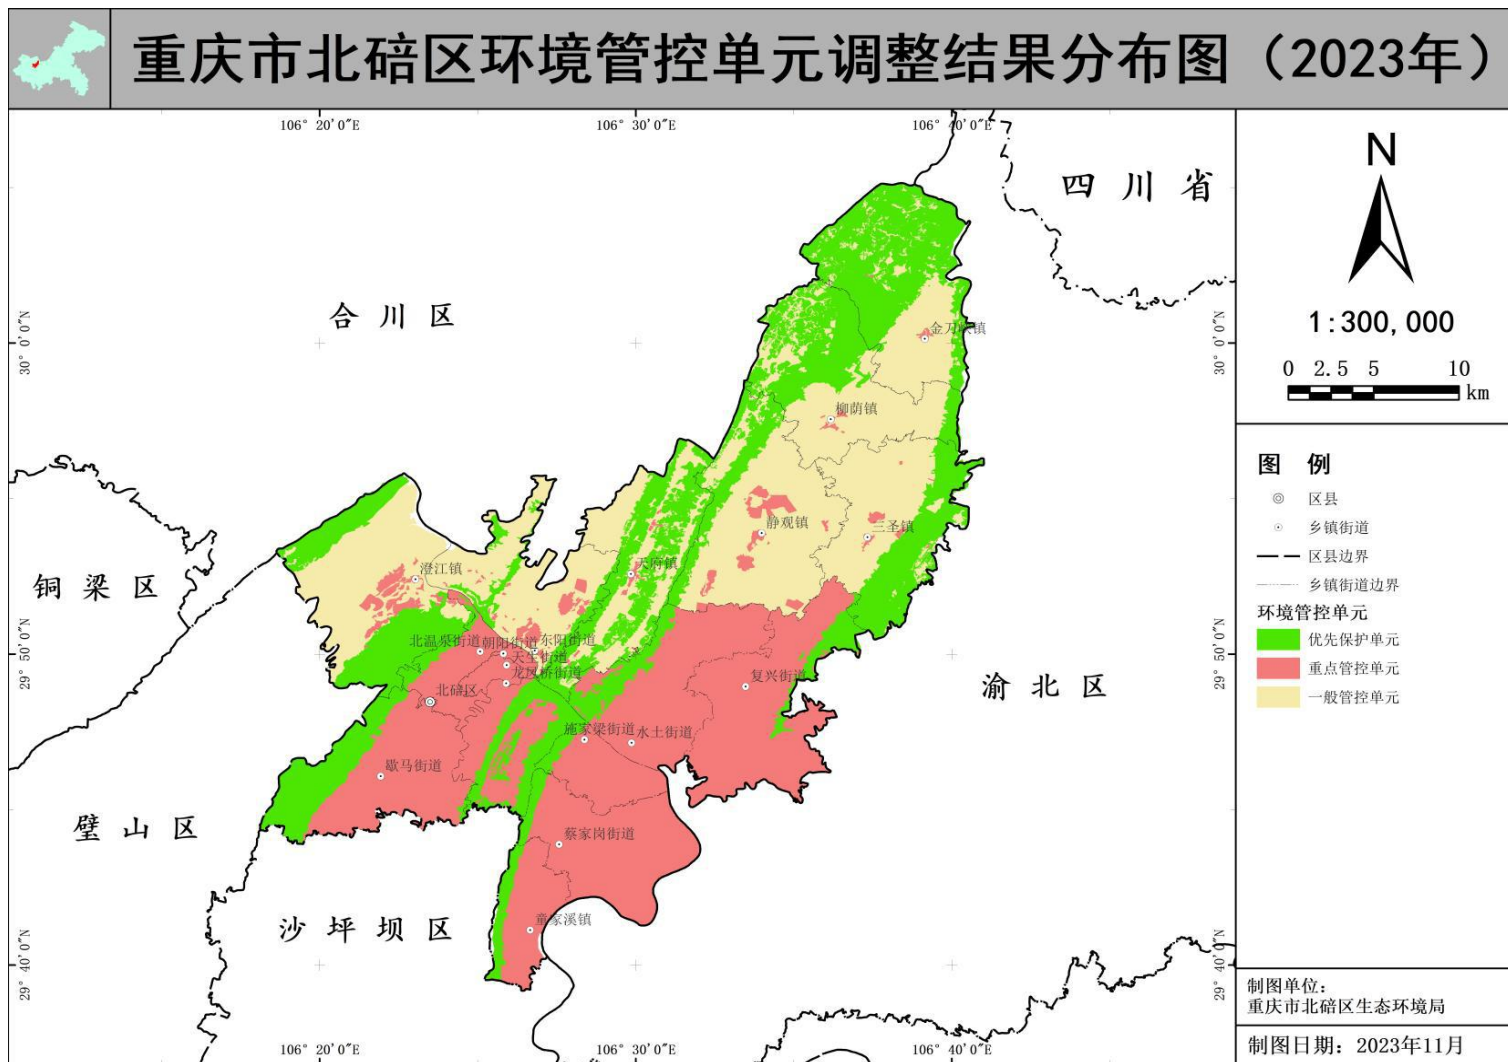 重庆市北碚区环境管控单元调整结果分布图（2023年）
106° 20′0″E
106° 30′0″E
106° 40′0″E
N
四川省
合川区
30° 0′0″N
30° 0′0″N
1:300,000
0 2.5 5 10
km
金刀峡镇
柳荫镇
静观镇
三圣镇
天府镇
澄江镇
铜梁区
北温泉街道
朝阳街道
东阳街道
天生街道
龙凤桥街道
29° 50′0″N
29° 50′0″N
北碚区
复兴街道
渝北区
施家梁街道
水土街道
歇马街道
璧山区
蔡家岗街道
沙坪坝区
童家溪镇
29° 40′0″N
29° 40′0″N
106° 20′0″E
106° 30′0″E
106° 40′0″E
图例
区县
乡镇街道
区县边界
乡镇街道边界
环境管控单元
优先保护单元
重点管控单元
一般管控单元
制图单位：
重庆市北碚区生态环境局
制图日期：2023年11月